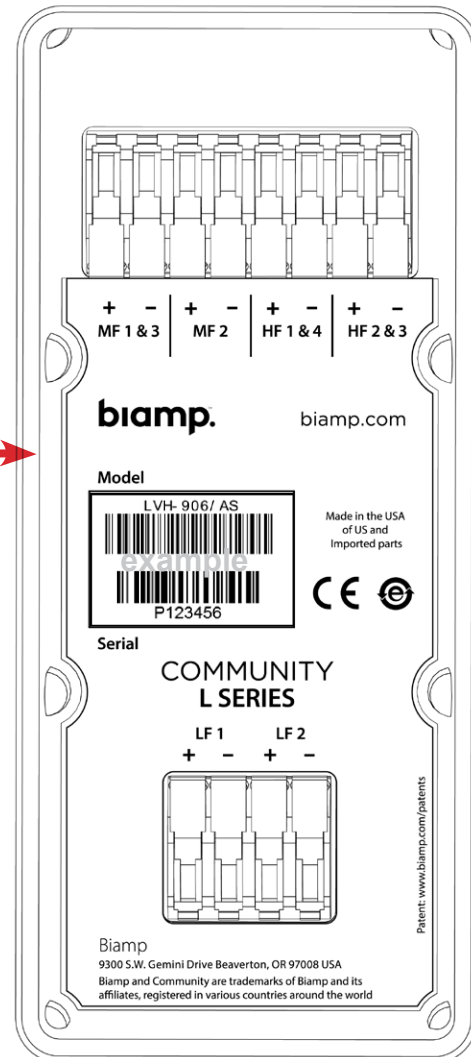 + − + − + − + −
MF 1 & 3 MF 2 HF 1 & 4 HF 2 & 3
biamp. biamp.com
Model
LVH- 906/ AS
example
P123456
Made in the USA
of US and
Imported parts
CE
Serial
COMMUNITY
L SERIES
LF 1 LF 2
+ − + −
Patent: www.biamp.com/patents
Biamp
9300 S.W. Gemini Drive Beaverton, OR 97008 USA
Biamp and Community are trademarks of Biamp and its
affiliates, registered in various countries around the world